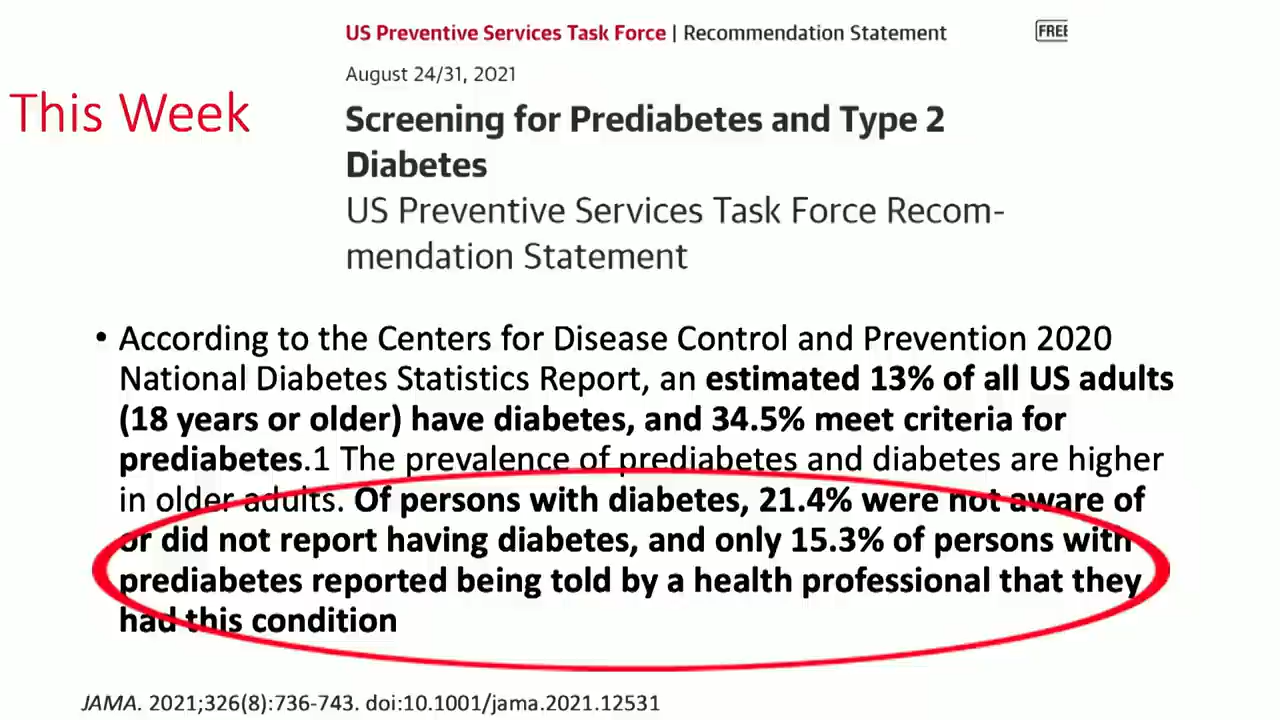 US Preventive Services Task Force | Recommendation Statement
FREE
August 24/31, 2021
This Week
Screening for Prediabetes and Type 2
Diabetes
US Preventive Services Task Force Recom-
mendation Statement
• According to the Centers for Disease Control and Prevention 2020
National Diabetes Statistics Report, an estimated 13% of all US adults
(18 years or older) have diabetes, and 34.5% meet criteria for
prediabetes.1 The prevalence of prediabetes and diabetes are higher
in older adults. Of persons with diabetes, 21.4% were not aware of
or did not report having diabetes, and only 15.3% of persons with
prediabetes reported being told by a health professional that they
had this condition
JAMA. 2021;326(8):736-743. doi:10.1001/jama.2021.12531